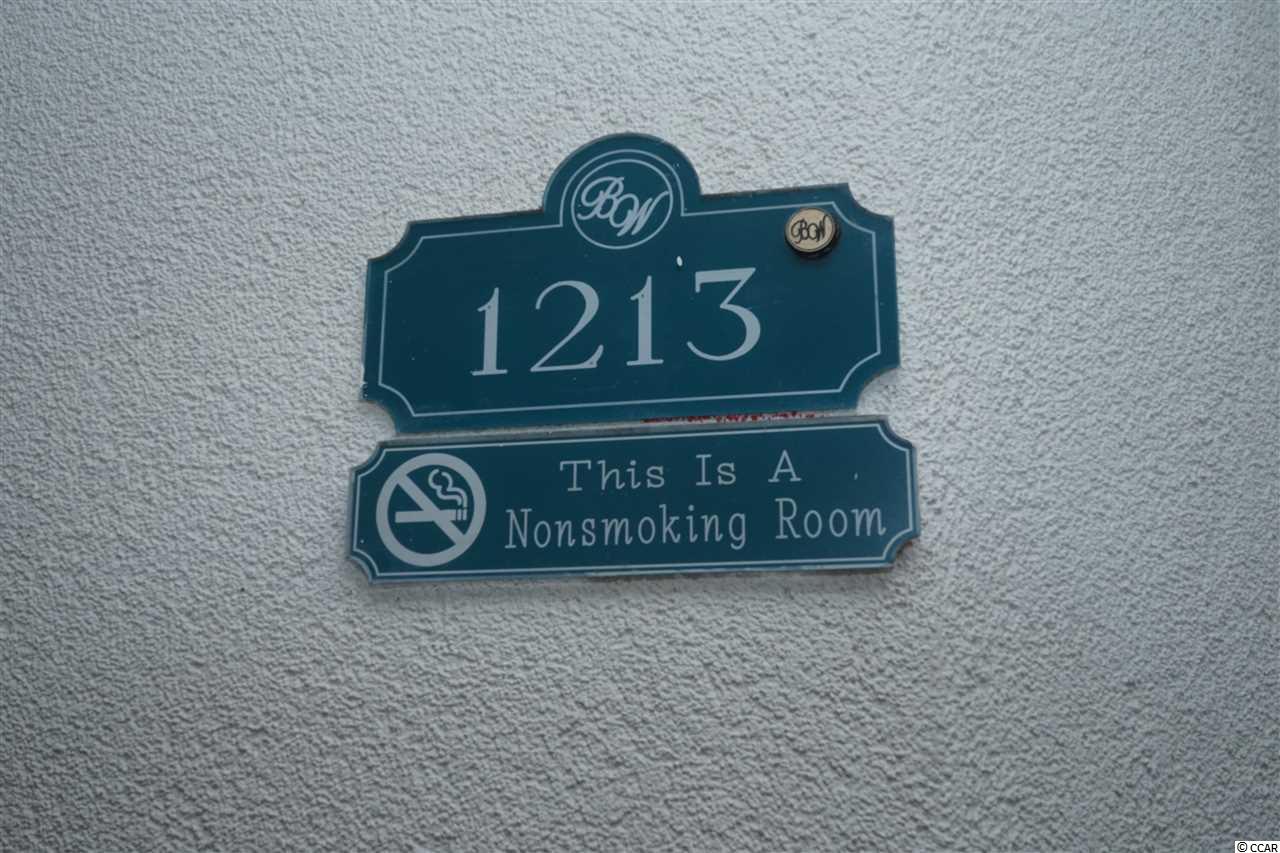 BW
BW
1213
This Is A
Nonsmoking Room
© CCAR